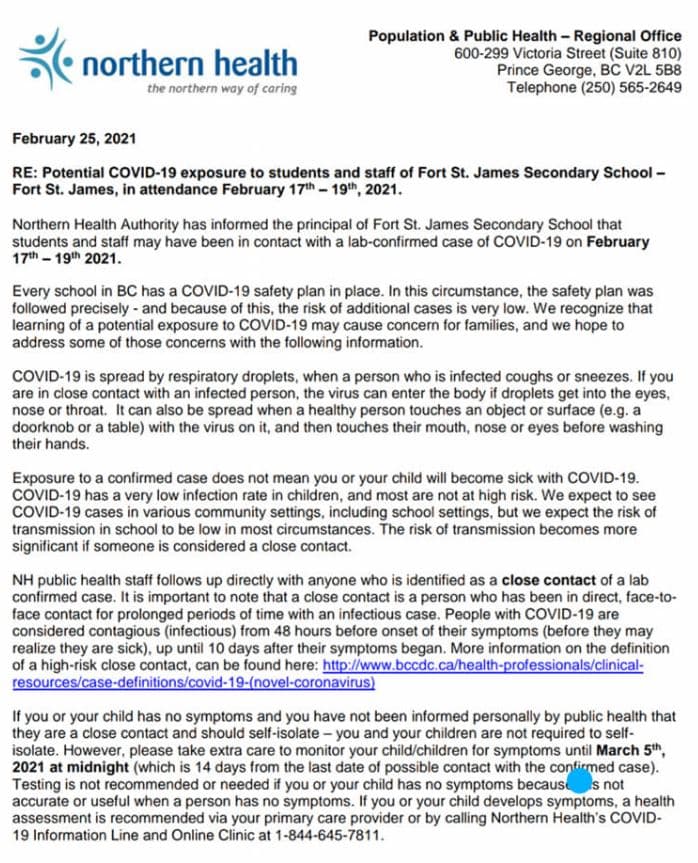 northern health
the northern way of caring
Population & Public Health – Regional Office
600-299 Victoria Street (Suite 810)
Prince George, BC V2L 5B8
Telephone (250) 565-2649
February 25, 2021
RE: Potential COVID-19 exposure to students and staff of Fort St. James Secondary School –
Fort St. James, in attendance February 17th – 19th, 2021.
Northern Health Authority has informed the principal of Fort St. James Secondary School that
students and staff may have been in contact with a lab-confirmed case of COVID-19 on February
17th – 19th 2021.
Every school in BC has a COVID-19 safety plan in place. In this circumstance, the safety plan was
followed precisely - and because of this, the risk of additional cases is very low. We recognize that
learning of a potential exposure to COVID-19 may cause concern for families, and we hope to
address some of those concerns with the following information.
COVID-19 is spread by respiratory droplets, when a person who is infected coughs or sneezes. If you
are in close contact with an infected person, the virus can enter the body if droplets get into the eyes,
nose or throat. It can also be spread when a healthy person touches an object or surface (e.g. a
doorknob or a table) with the virus on it, and then touches their mouth, nose or eyes before washing
their hands.
Exposure to a confirmed case does not mean you or your child will become sick with COVID-19.
COVID-19 has a very low infection rate in children, and most are not at high risk. We expect to see
COVID-19 cases in various community settings, including school settings, but we expect the risk of
transmission in school to be low in most circumstances. The risk of transmission becomes more
significant if someone is considered a close contact.
NH public health staff follows up directly with anyone who is identified as a close contact of a lab
confirmed case. It is important to note that a close contact is a person who has been in direct, face-to-
face contact for prolonged periods of time with an infectious case. People with COVID-19 are
considered contagious (infectious) from 48 hours before onset of their symptoms (before they may
realize they are sick), up until 10 days after their symptoms began. More information on the definition
of a high-risk close contact, can be found here: http://www.bccdc.ca/health-professionals/clinical-
resources/case-definitions/covid-19-(novel-coronavirus)
If you or your child has no symptoms and you have not been informed personally by public health that
they are a close contact and should self-isolate – you and your children are not required to self-
isolate. However, please take extra care to monitor your child/children for symptoms until March 5th,
2021 at midnight (which is 14 days from the last date of possible contact with the confirmed case).
Testing is not recommended or needed if you or your child has no symptoms because not
accurate or useful when a person has no symptoms. If you or your child develops symptoms, a health
assessment is recommended via your primary care provider or by calling Northern Health's COVID-
19 Information Line and Online Clinic at 1-844-645-7811.